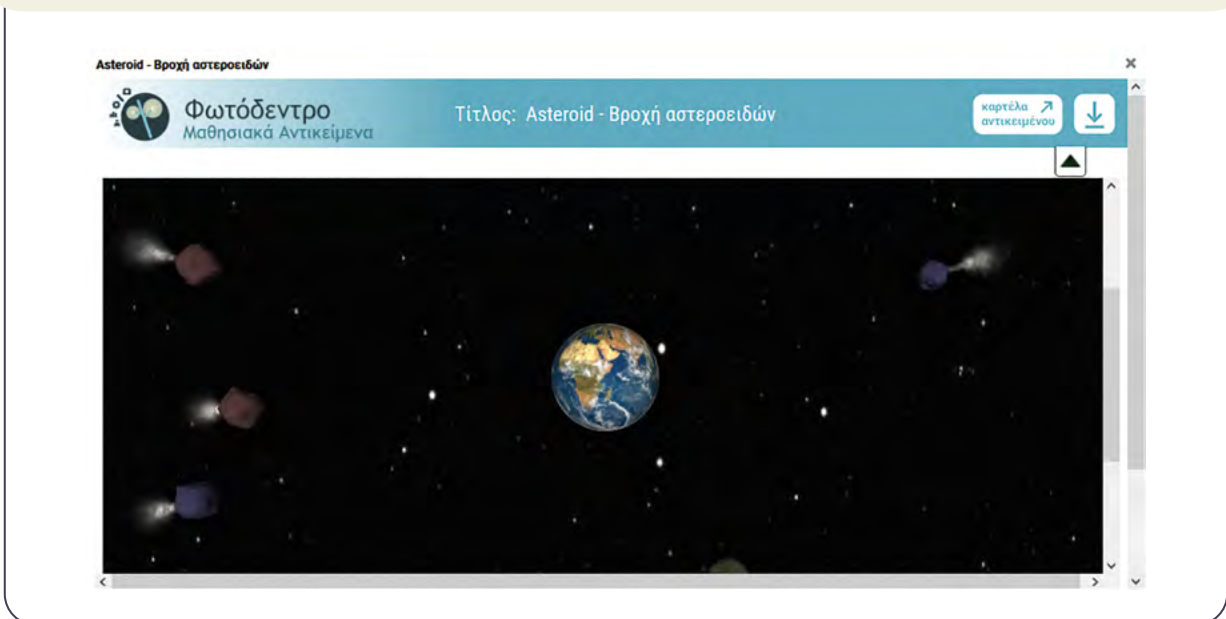 Asteroid - Βροχή αστεροειδών
Φωτόδεντρο
Μαθησιακά Αντικείμενα
Τίτλος: Asteroid - Βροχή αστεροειδών
καρτέλα
αντικειμένου